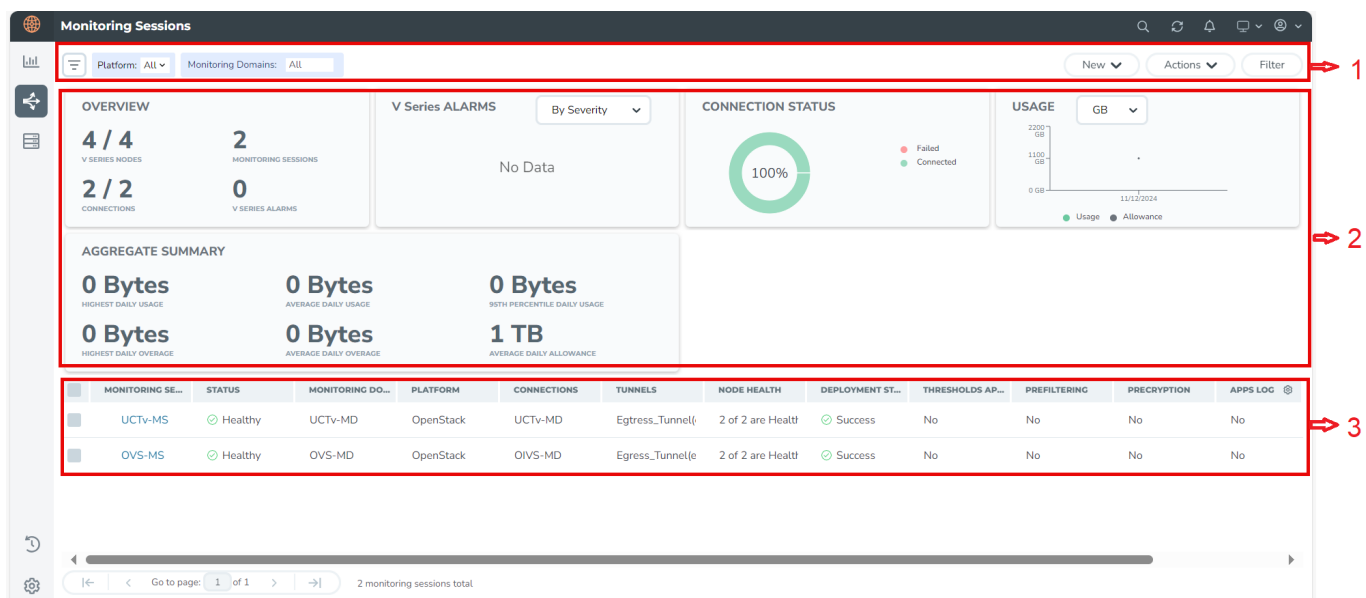 Monitoring Sessions
Platform: All Monitoring Domains: All New Actions Filter
1
OVERVIEW
4 / 4 2
V SERIES NODES MONITORING SESSIONS
2 / 2 0
CONNECTIONS V SERIES ALARMS
V Series ALARMS By Severity
No Data
CONNECTION STATUS
100%
Failed
Connected
USAGE GB
2200 GB
1100 GB
0 GB
11/12/2024
Usage Allowance
2
AGGREGATE SUMMARY
0 Bytes 0 Bytes 0 Bytes
HIGHEST DAILY USAGE AVERAGE DAILY USAGE 95TH PERCENTILE DAILY USAGE
0 Bytes 0 Bytes 1 TB
HIGHEST DAILY OVERAGE AVERAGE DAILY OVERAGE AVERAGE DAILY ALLOWANCE
MONITORING SE... STATUS MONITORING DO... PLATFORM CONNECTIONS TUNNELS NODE HEALTH DEPLOYMENT ST... THRESHOLDS AP... PREFILTERING PRECRYPTION APPS LOG
UCTv-MS Healthy UCTv-MD OpenStack UCTv-MD Egtress_Tunnel( 2 of 2 are Health Success No No No No
3
OVS-MS Healthy OVS-MD OpenStack OIVS-MD Egress_Tunnel(e 2 of 2 are Health Success No No No No
Go to page: 1 of 1 2 monitoring sessions total